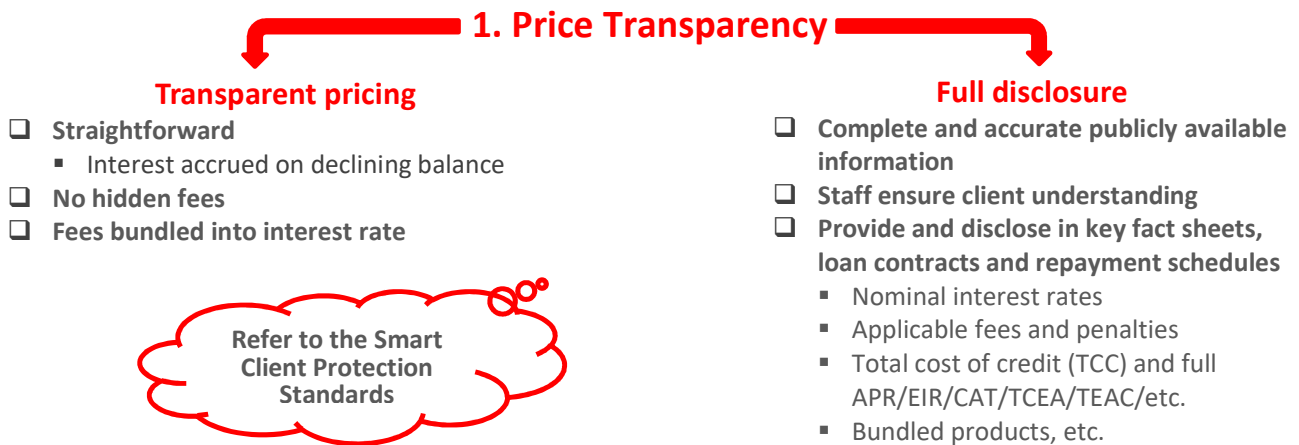 1. Price Transparency
Transparent pricing
❑ Straightforward
▪ Interest accrued on declining balance
❑ No hidden fees
❑ Fees bundled into interest rate
Refer to the Smart
Client Protection
Standards
Full disclosure
❑ Complete and accurate publicly available
information
❑ Staff ensure client understanding
❑ Provide and disclose in key fact sheets,
loan contracts and repayment schedules
▪ Nominal interest rates
▪ Applicable fees and penalties
▪ Total cost of credit (TCC) and full
APR/EIR/CAT/TCEA/TEAC/etc.
▪ Bundled products, etc.